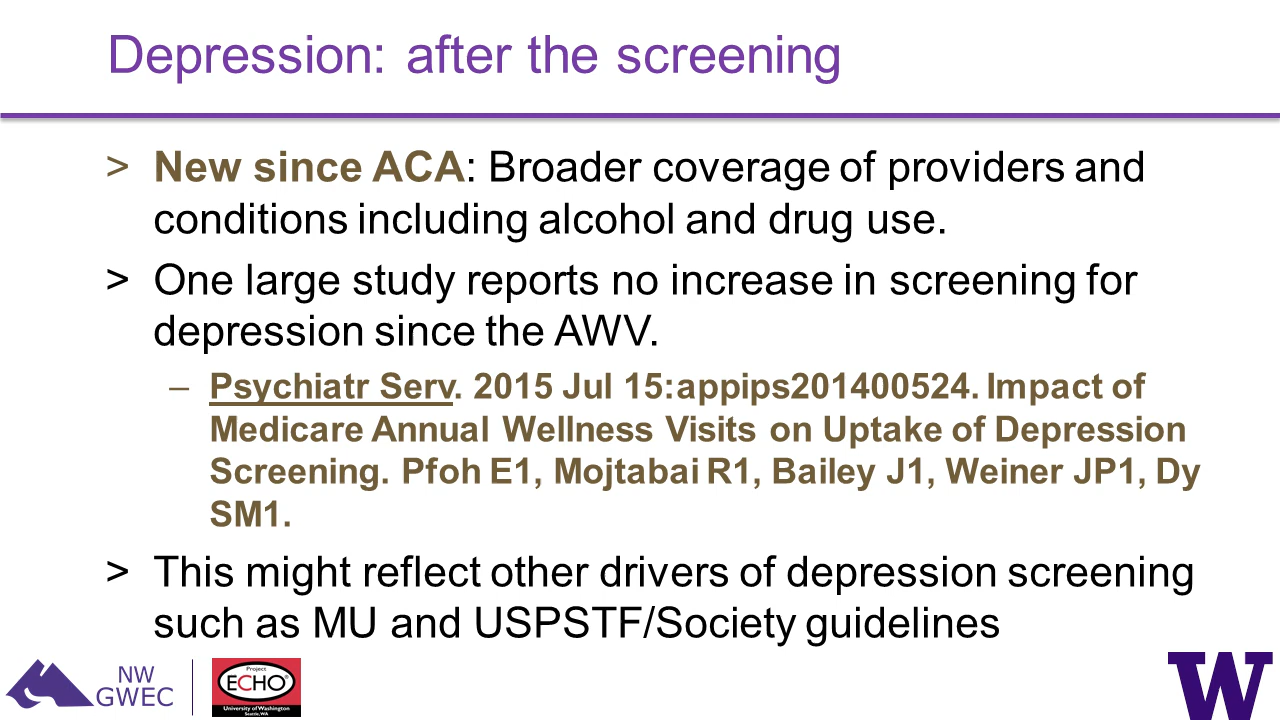 Depression: after the screening
> New since ACA: Broader coverage of providers and
conditions including alcohol and drug use.
> One large study reports no increase in screening for
depression since the AWV.
– Psychiatr Serv. 2015 Jul 15:appips201400524. Impact of
Medicare Annual Wellness Visits on Uptake of Depression
Screening. Pfoh E1, Mojtabai R1, Bailey J1, Weiner JP1, Dy
SM1.
> This might reflect other drivers of depression screening
such as MU and USPSTF/Society guidelines
NW
GWEC
Project
ECHO®
University of Washington
Seattle, WA
W